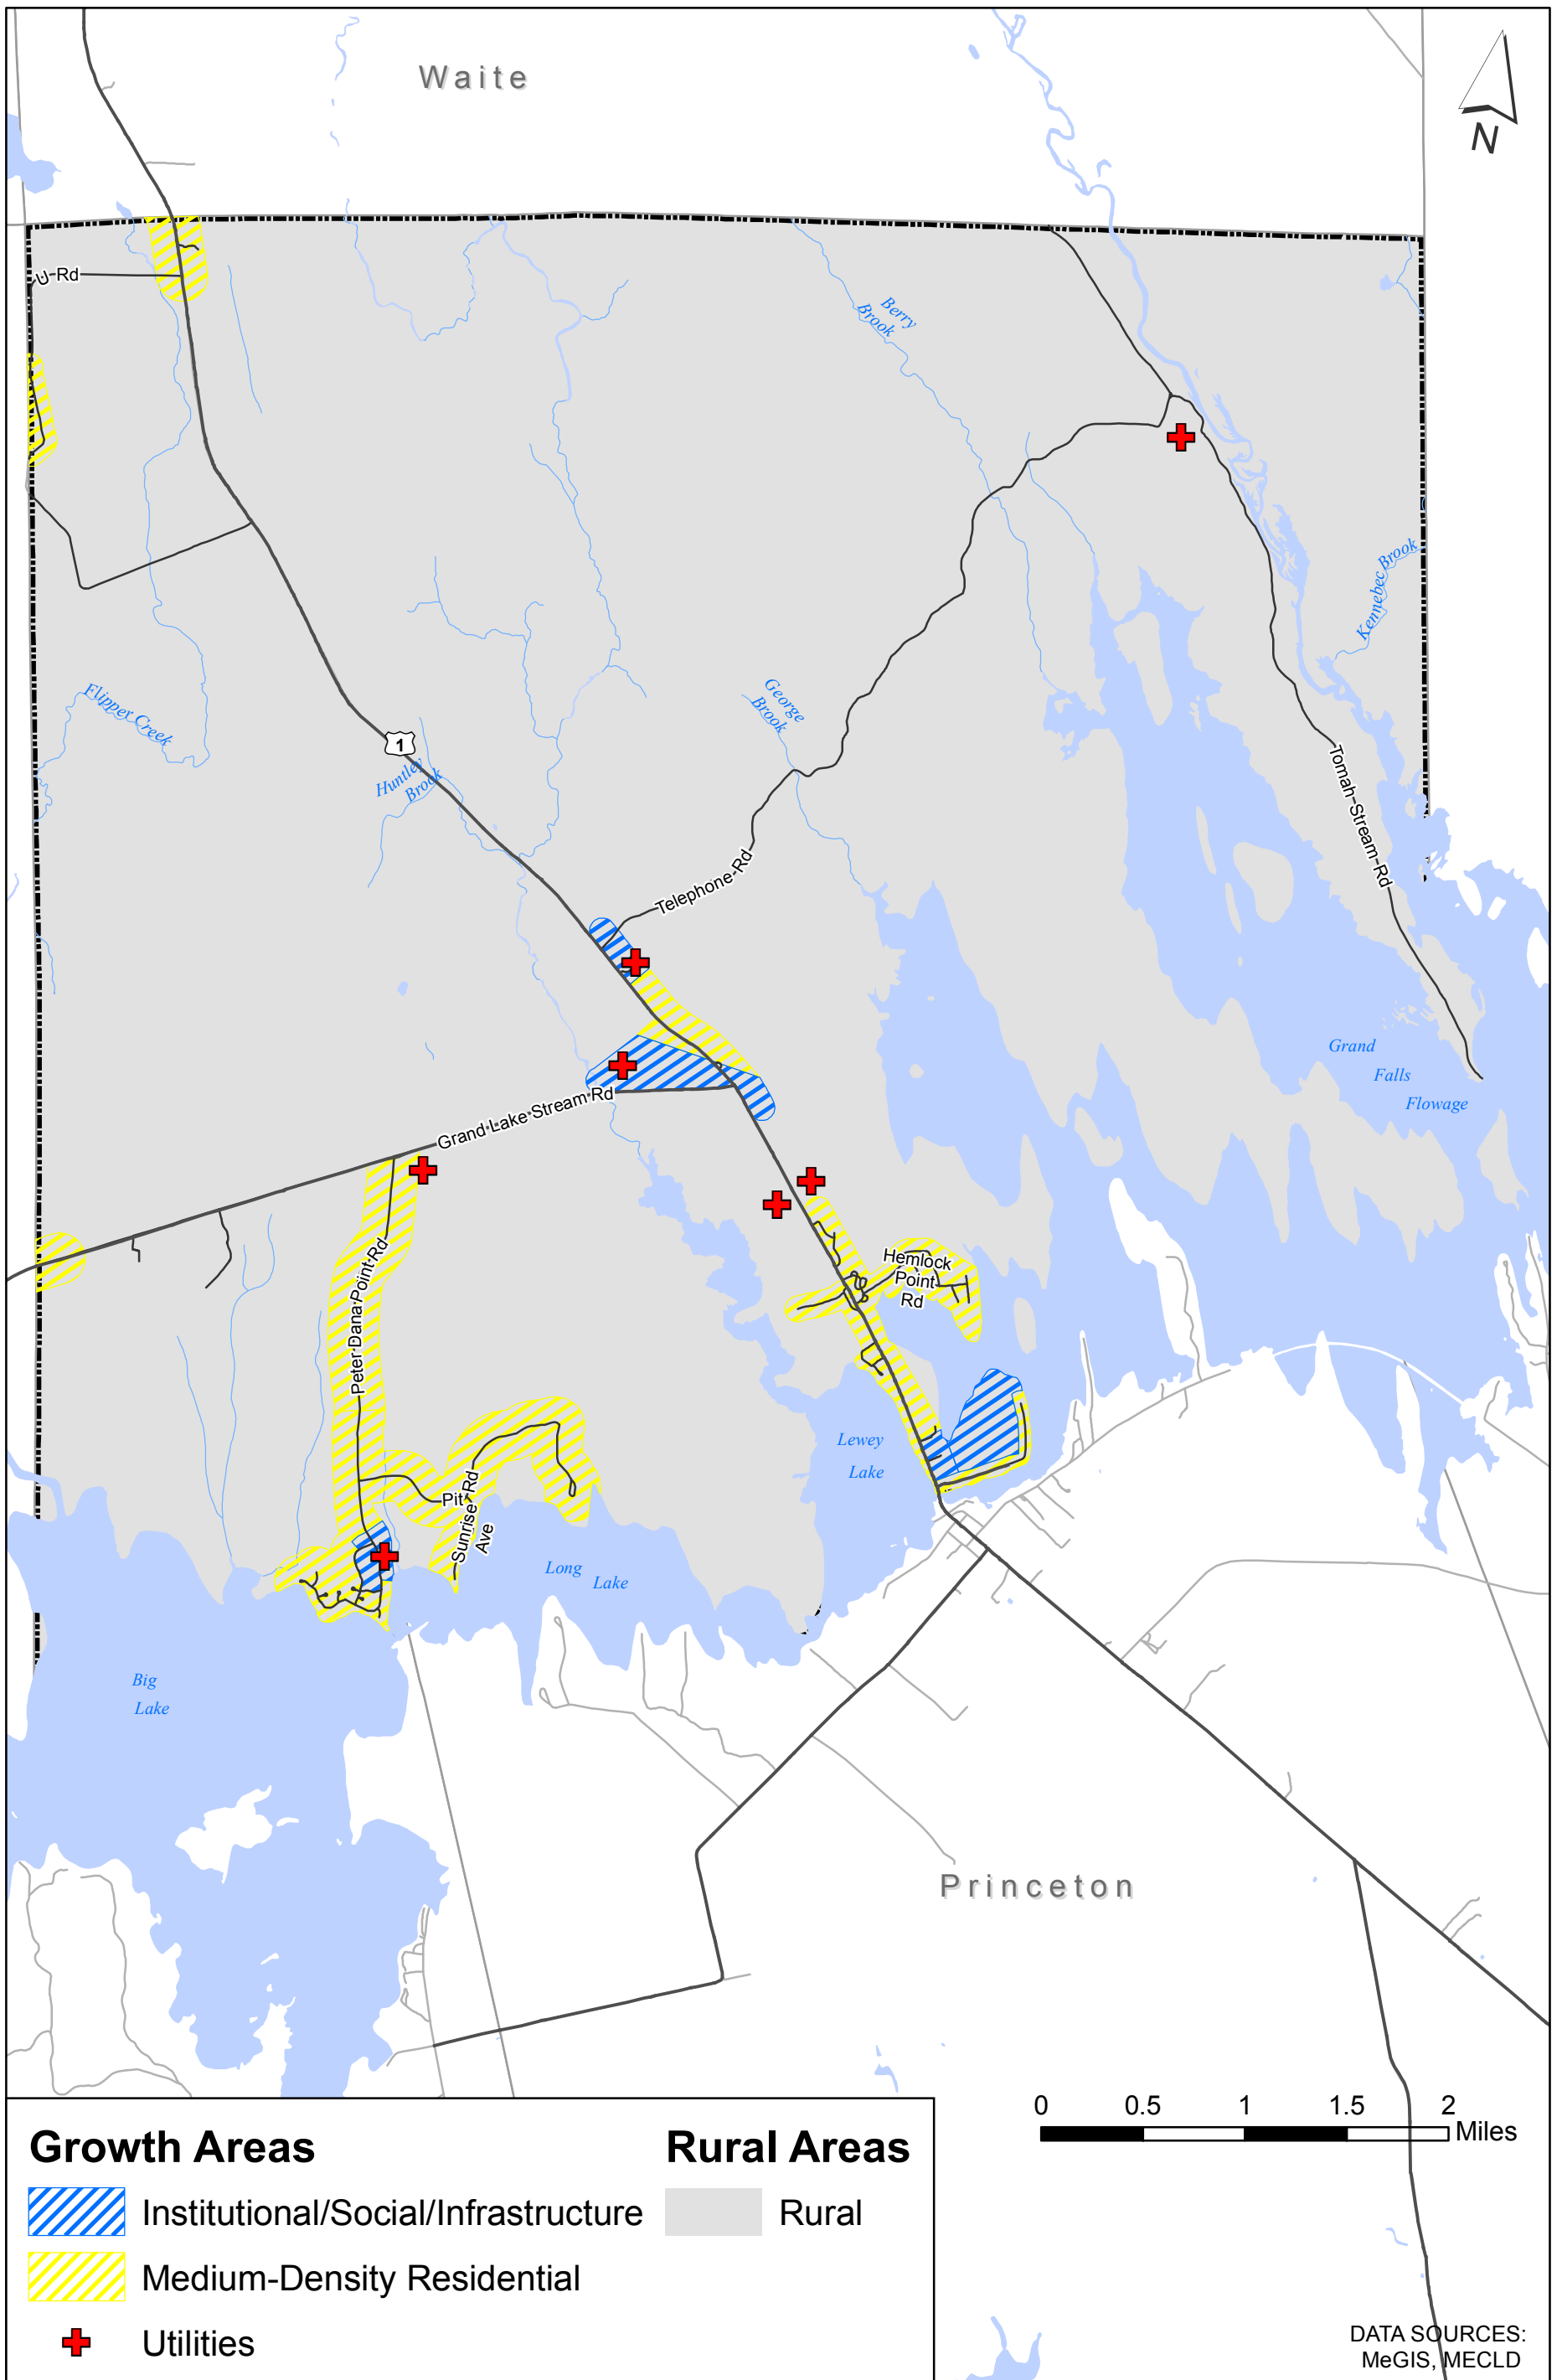 Waite
N
U Rd
Berry
Brook
Kennebec Brook
Flipper Creek
George
Brook
1
Huntley
Brook
Tomah Stream Rd
Telephone Rd
Grand
Falls
Flowage
Grand Lake Stream Rd
Peter Dana Point Rd
Hemlock
Point
Rd
Lewey
Lake
Pit Rd
Sunrise
Ave
Long
Lake
Big
Lake
Princeton
0 0.5 1 1.5 2
Miles
Growth Areas
Institutional/Social/Infrastructure
Medium-Density Residential
Utilities
Rural Areas
Rural
DATA SOURCES:
MeGIS, MECLD